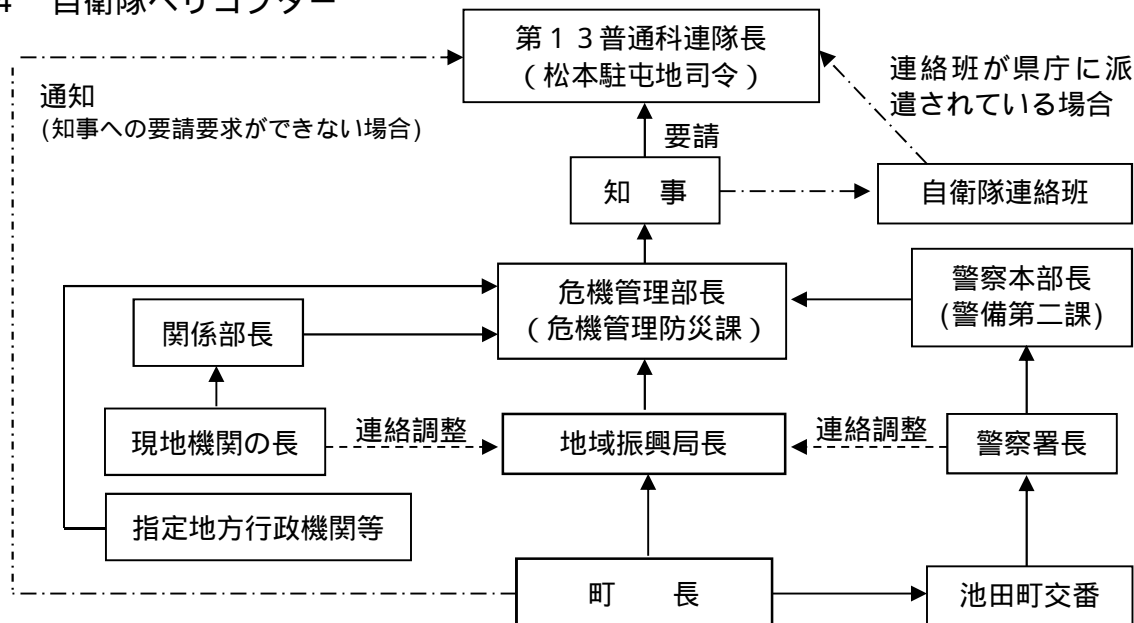 4 自衛隊ヘリコプター
第13普通科連隊長
(松本駐屯地司令)
連絡班が県庁に派
遣されている場合
通知
(知事への要請要求ができない場合)
要請
知 事
自衛隊連絡班
危機管理部長
(危機管理防災課)
警察本部長
(警備第二課)
関係部長
現地機関の長
連絡調整
地域振興局長
連絡調整
警察署長
指定地方行政機関等
町 長
池田町交番